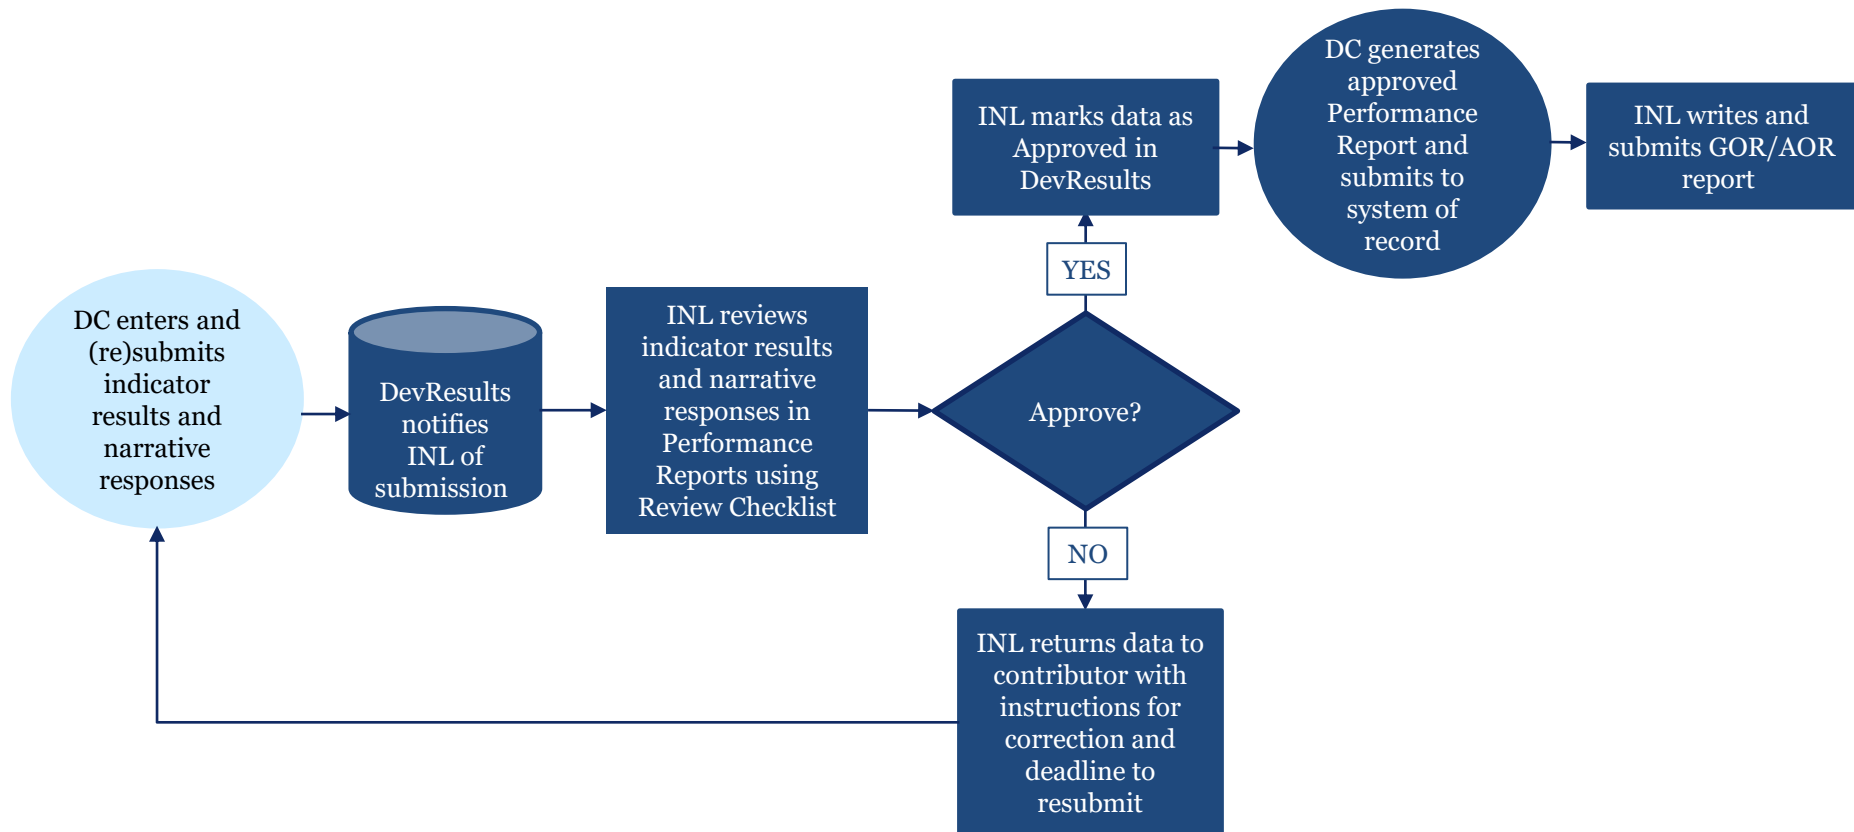 DC enters and
(re)submits
indicator
results and
narrative
responses
DevResults
notifies
INL of
submission
INL reviews
indicator results
and narrative
responses in
Performance
Reports using
Review Checklist
Approve?
YES
INL marks data as
Approved in
DevResults
DC generates
approved
Performance
Report and
submits to
system of
record
INL writes and
submits GOR/AOR
report
NO
INL returns data to
contributor with
instructions for
correction and
deadline to
resubmit